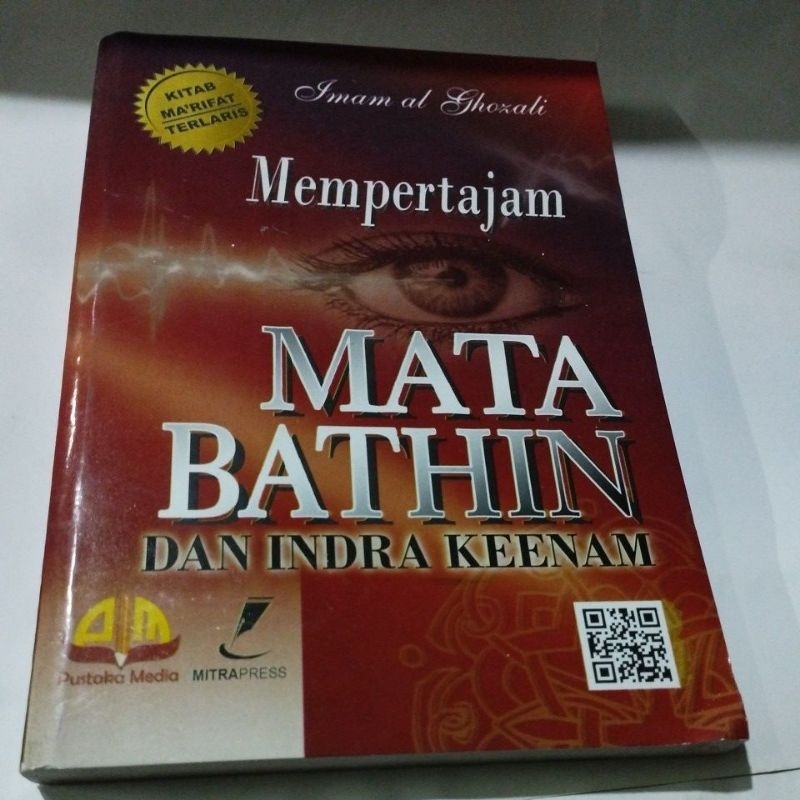 KITAB
MA'RIFAT
TERLARIS
Imam al Ghozali
Mempertajam
MATA
BATHIN
DAN INDRA KEENAM
Pustaka Media
MITRAPRESS